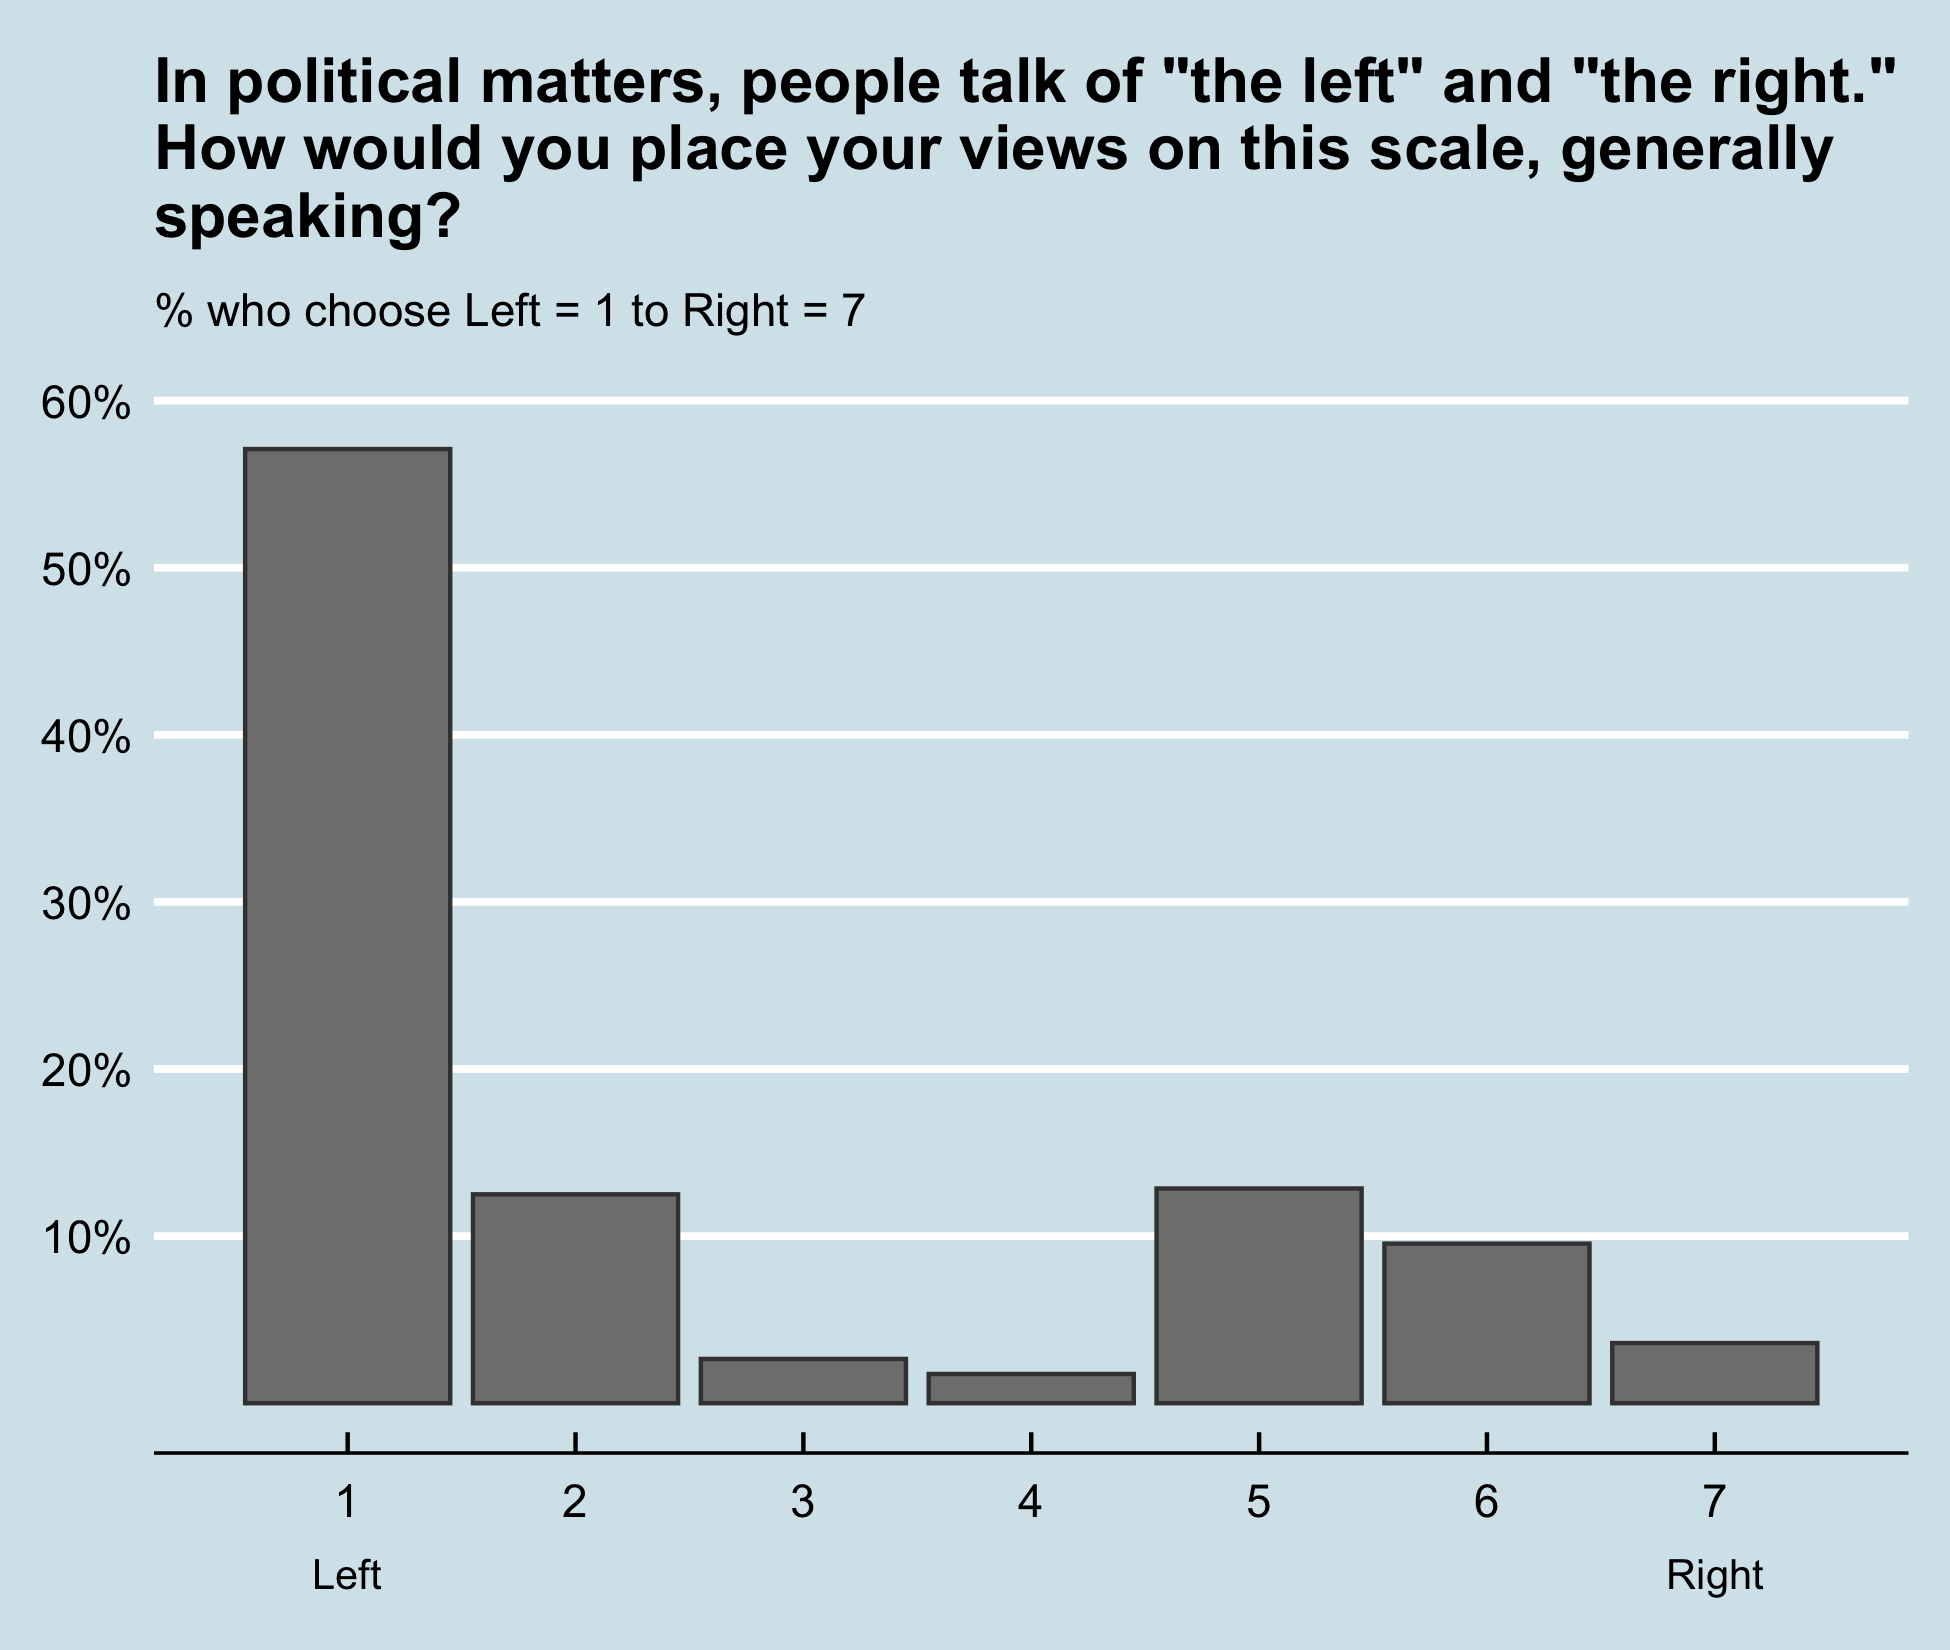 In political matters, people talk of "the left" and "the right."
How would you place your views on this scale, generally
speaking?
% who choose Left = 1 to Right = 7
60%
50%
40%
30%
20%
10%
1 2 3 4 5 6 7
Left Right